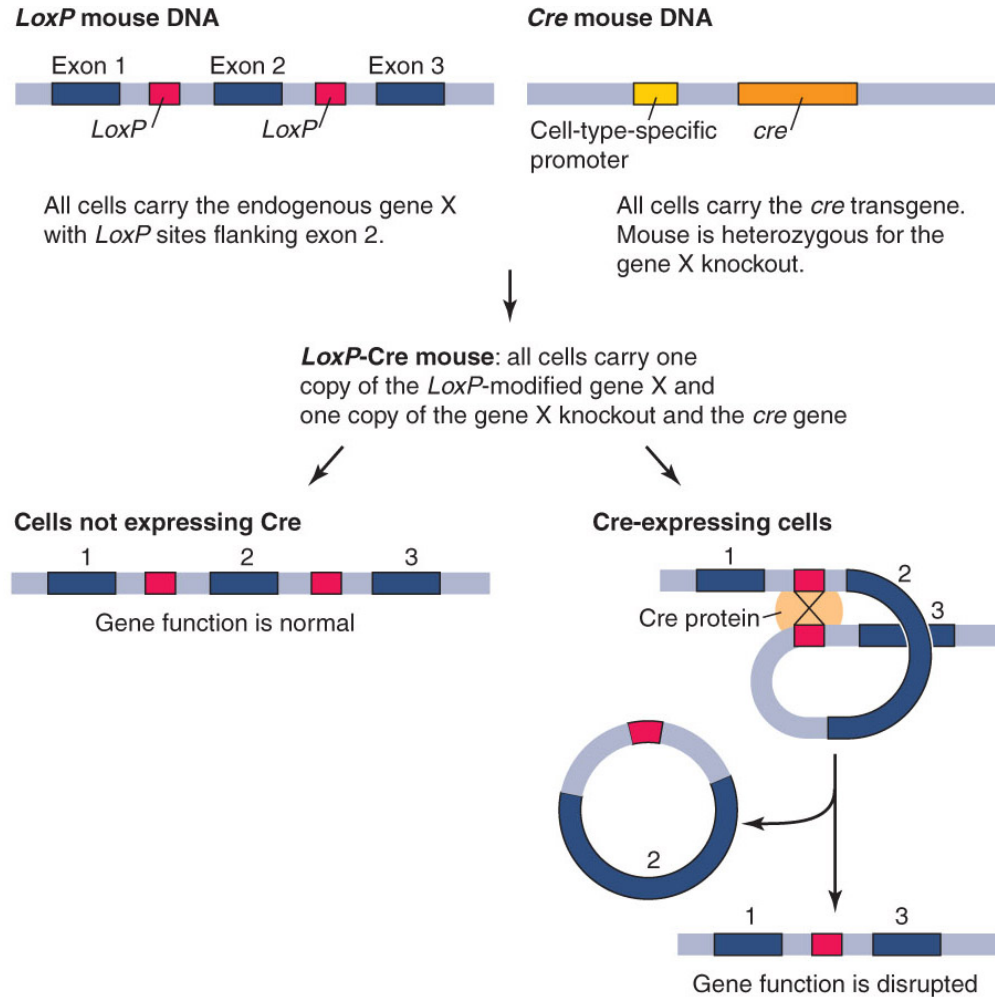 LoxP mouse DNA
Exon 1 Exon 2 Exon 3
LoxP LoxP
All cells carry the endogenous gene X
with LoxP sites flanking exon 2.
Cre mouse DNA
Cell-type-specific
promoter
cre
All cells carry the cre transgene.
Mouse is heterozygous for the
gene X knockout.
LoxP-Cre mouse: all cells carry one
copy of the LoxP-modified gene X and
one copy of the gene X knockout and the cre gene
Cells not expressing Cre
1 2 3
Gene function is normal
Cre-expressing cells
1
2
Cre protein
3
2
1 3
Gene function is disrupted